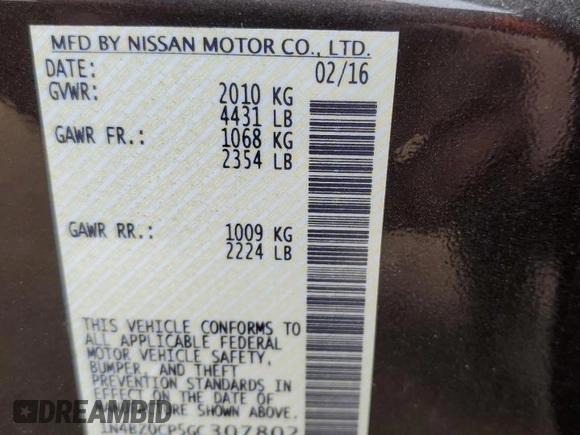 MFD BY NISSAN MOTOR CO., LTD.
DATE: 02/16
GVWR: 2010 KG
4431 LB
GAWR FR.: 1068 KG
2354 LB
GAWR RR.: 1009 KG
2224 LB
THIS VEHICLE CONFORMS TO ALL
APPLICABLE FEDERAL
MOTOR VEHICLE SAFETY,
BUMPER, AND THEFT
PREVENTION STANDARDS IN
EFFECT ON THE DATE OF
MANUFACTURE SHOWN ABOVE.
1N4BZ0CP5GC307802
DREAMBID